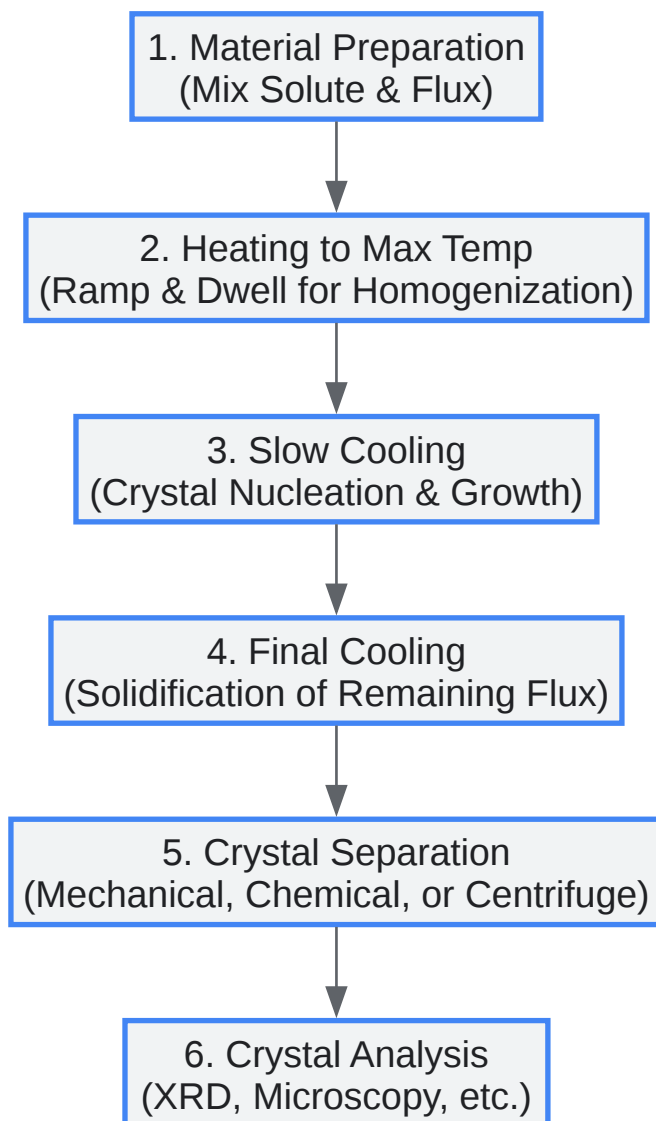 1. Material Preparation
(Mix Solute & Flux)
2. Heating to Max Temp
(Ramp & Dwell for Homogenization)
3. Slow Cooling
(Crystal Nucleation & Growth)
4. Final Cooling
(Solidification of Remaining Flux)
5. Crystal Separation
(Mechanical, Chemical, or Centrifuge)
6. Crystal Analysis
(XRD, Microscopy, etc.)